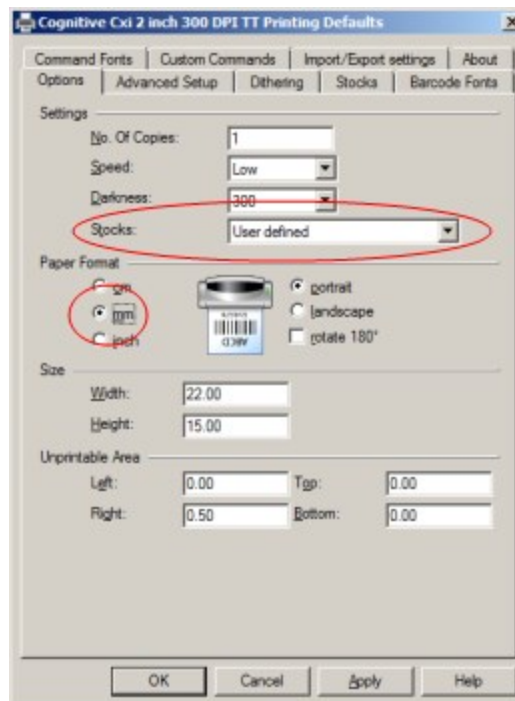 Cognitive Cxi 2 inch 300 DPI TT Printing Defaults
Command Fonts Custom Commands Import/Export settings About
Options Advanced Setup Dithering Stocks Barcode Fonts
Settings
No. Of Copies: 1
Speed: Low
Darkness: 300
Stocks: User defined
Paper Format
cm portrait
mm landscape
inch rotate 180°
ABCD
Size
Width: 22.00
Height: 15.00
Unprintable Area
Left: 0.00 Top: 0.00
Right: 0.50 Bottom: 0.00
OK Cancel Apply Help